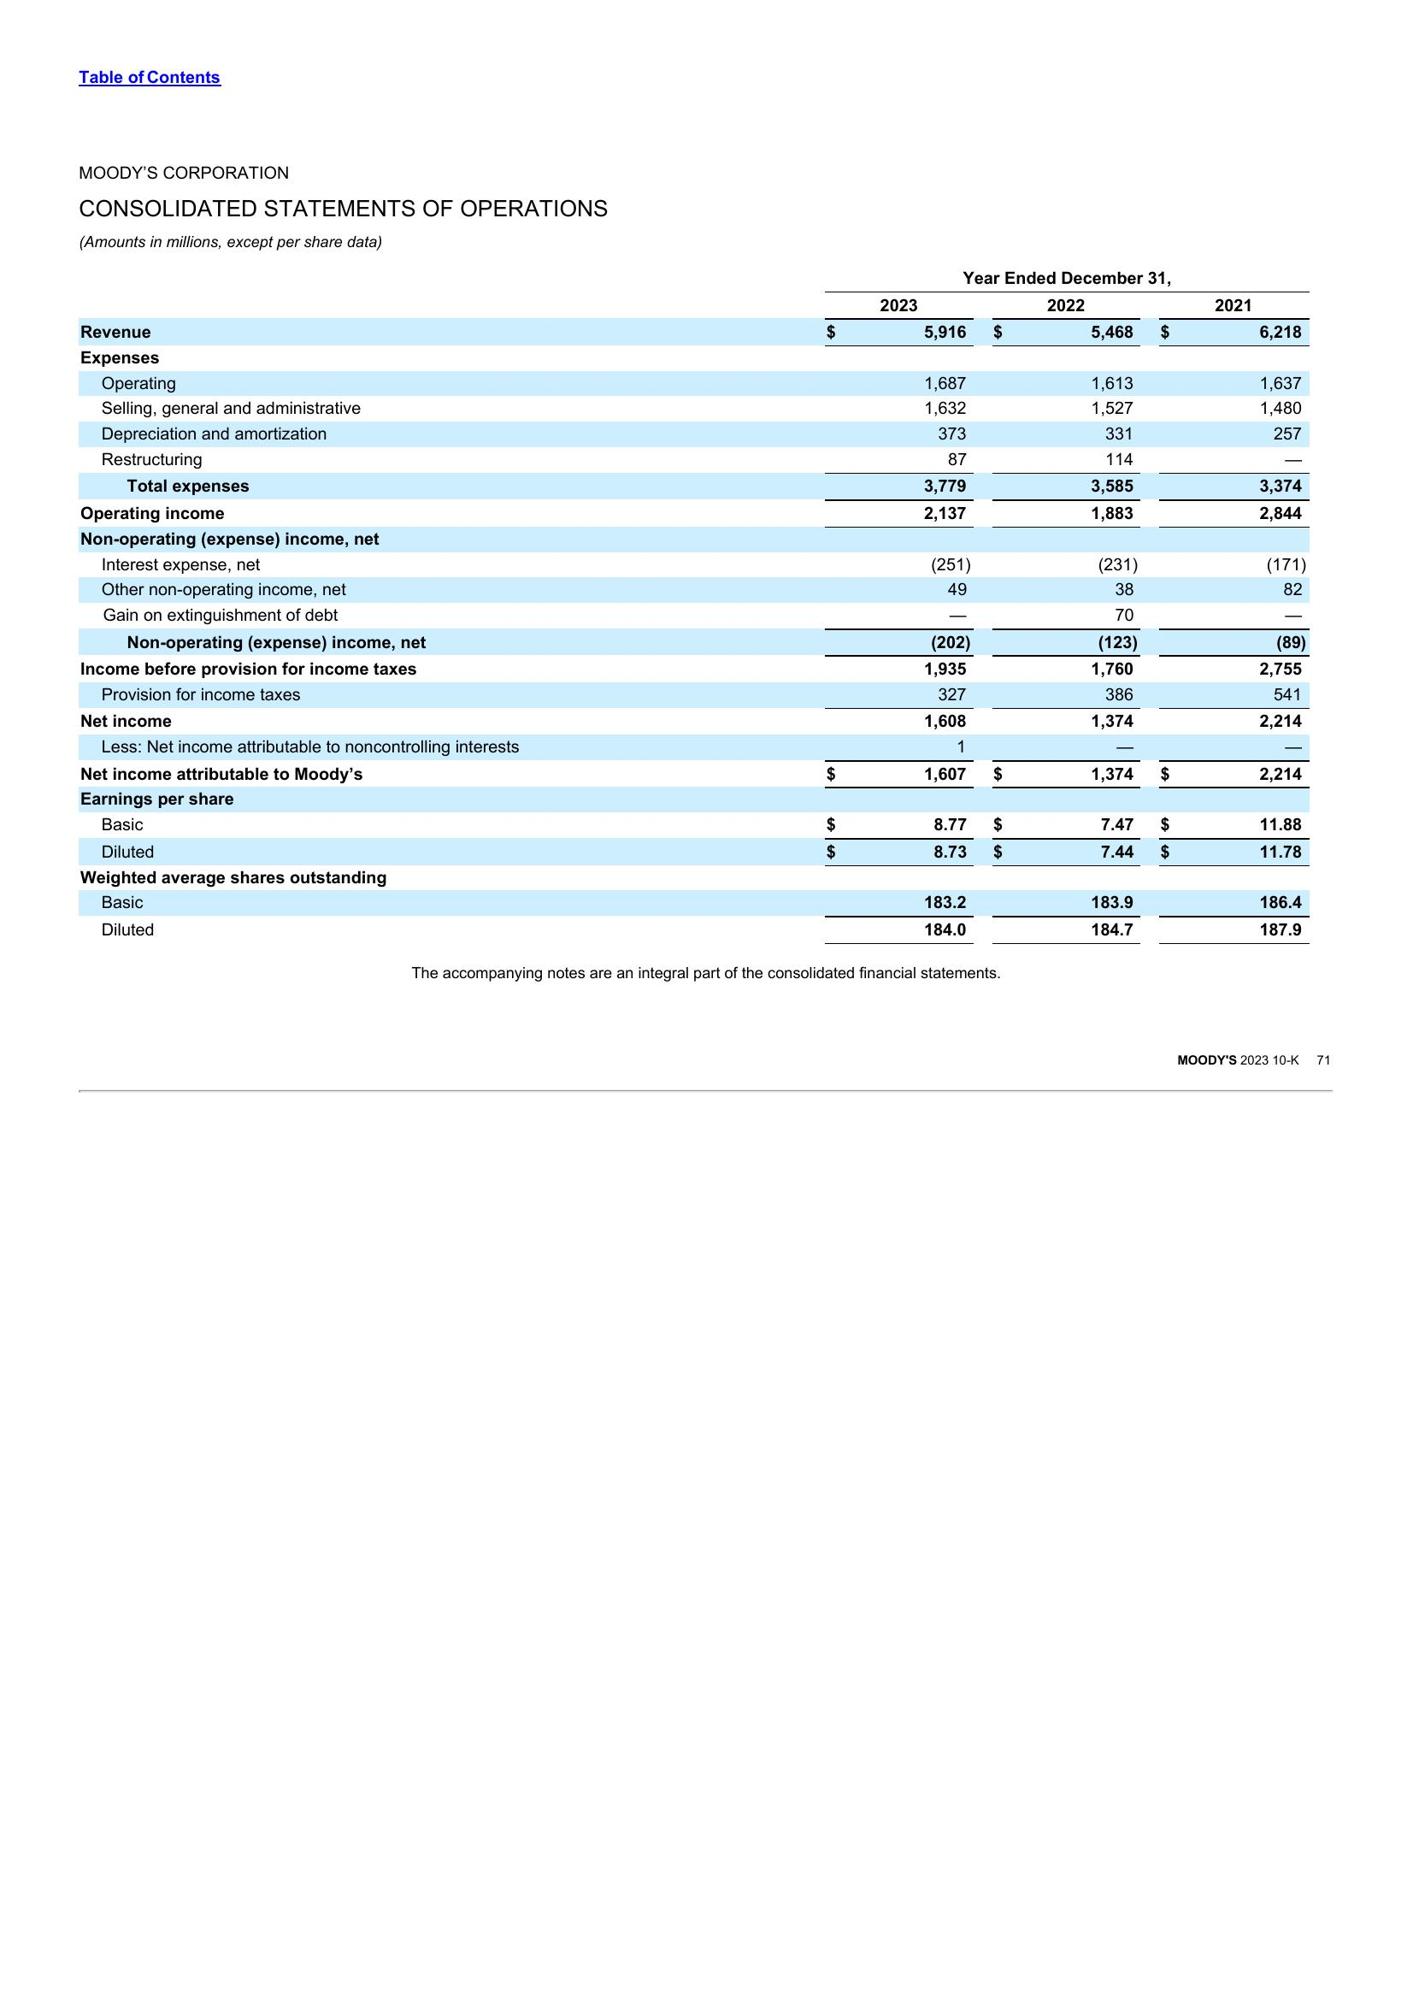 Table of Contents
MOODY'S CORPORATION
CONSOLIDATED STATEMENTS OF OPERATIONS
(Amounts in millions, except per share data)
Year Ended December 31,
2023 2022 2021
Revenue $ 5,916 $ 5,468 $ 6,218
Expenses
Operating 1,687 1,613 1,637
Selling, general and administrative 1,632 1,527 1,480
Depreciation and amortization 373 331 257
Restructuring 87 114 —
Total expenses 3,779 3,585 3,374
Operating income 2,137 1,883 2,844
Non-operating (expense) income, net
Interest expense, net (251) (231) (171)
Other non-operating income, net 49 38 82
Gain on extinguishment of debt — 70 —
Non-operating (expense) income, net (202) (123) (89)
Income before provision for income taxes 1,935 1,760 2,755
Provision for income taxes 327 386 541
Net income 1,608 1,374 2,214
Less: Net income attributable to noncontrolling interests 1 — —
Net income attributable to Moody's $ 1,607 $ 1,374 $ 2,214
Earnings per share
Basic $ 8.77 $ 7.47 $ 11.88
Diluted $ 8.73 $ 7.44 $ 11.78
Weighted average shares outstanding
Basic 183.2 183.9 186.4
Diluted 184.0 184.7 187.9
The accompanying notes are an integral part of the consolidated financial statements.
MOODY'S 2023 10-K 71